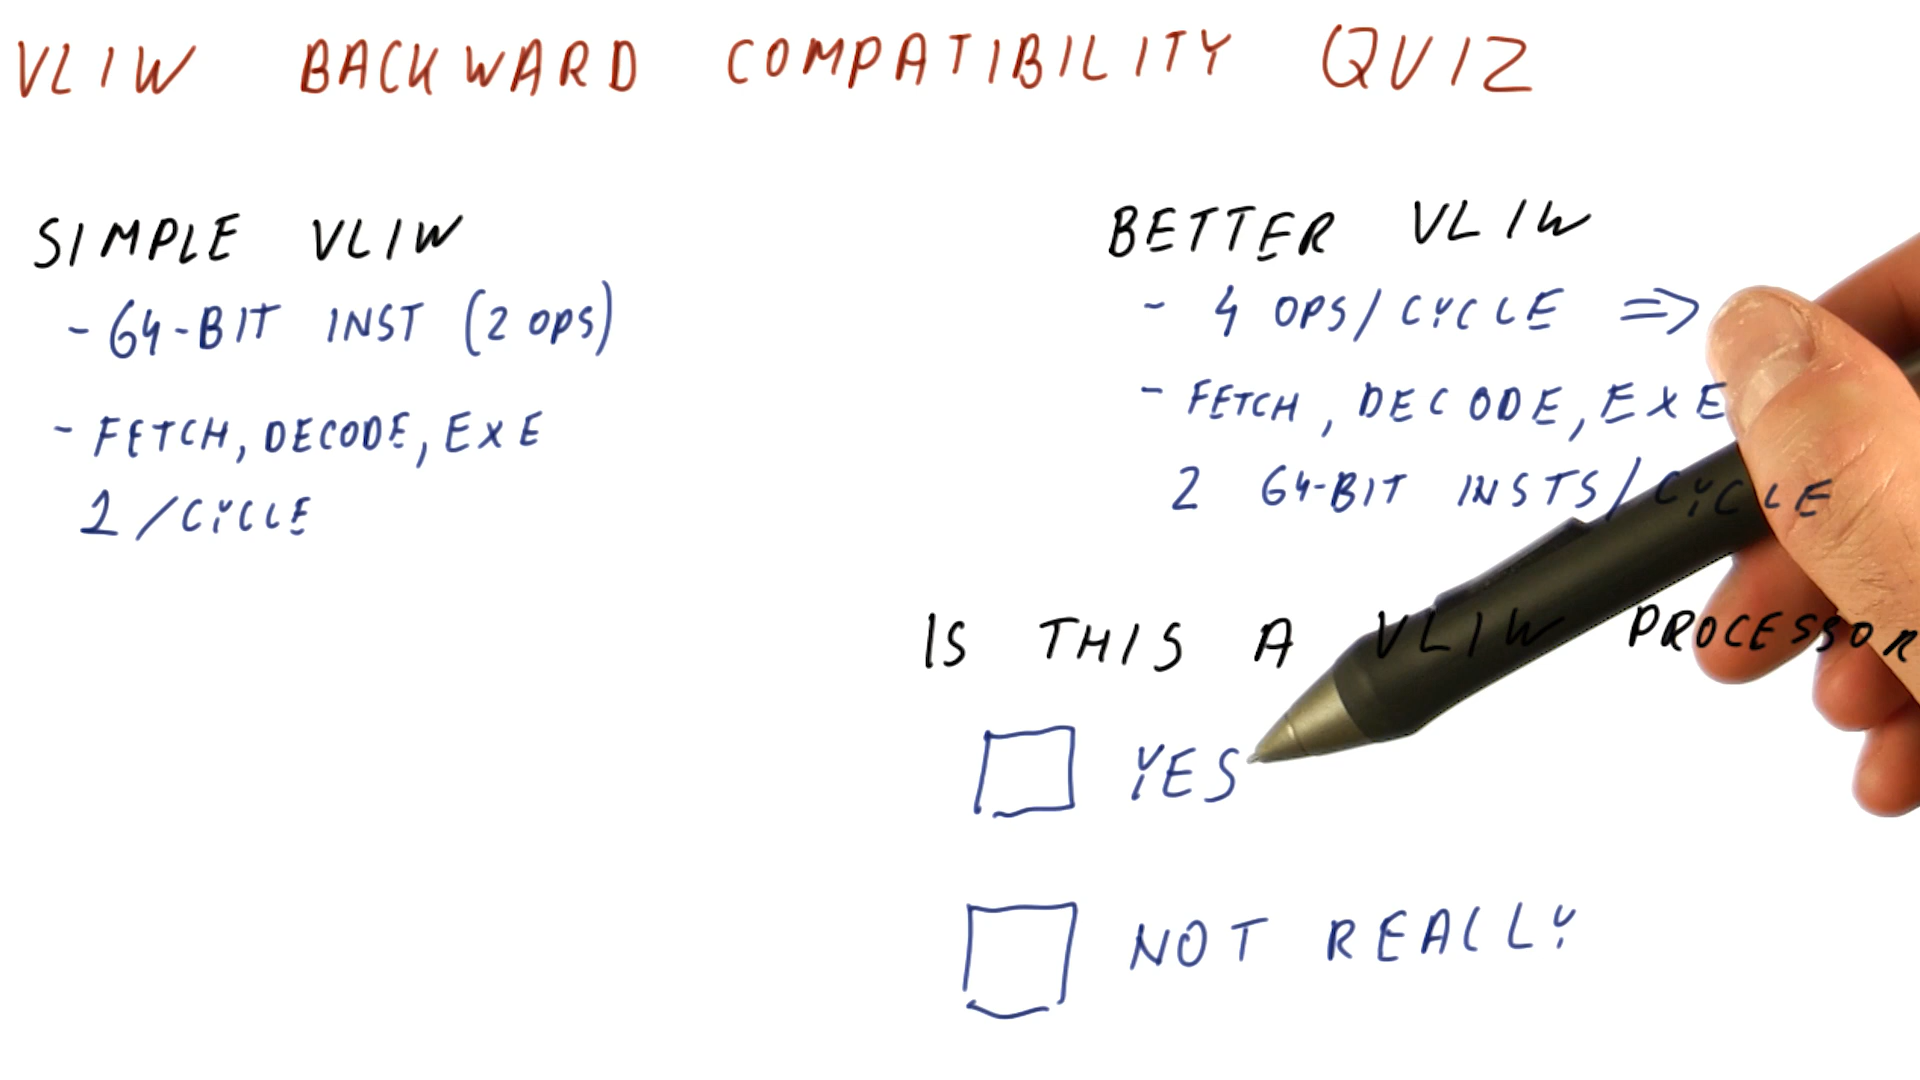 VLIW BACKWARD COMPATIBILITY QUIZ
SIMPLE VLIW
- 64-BIT INST (2 OPS)
- FETCH, DECODE, EXE
1/CYCLE
BETTER VLIW
- 4 OPS/CYCLE =>
- FETCH, DECODE, EXE
2 64-BIT INSTS/CYCLE
IS THIS A VLIW PROCESSOR
YES
NOT REALLY